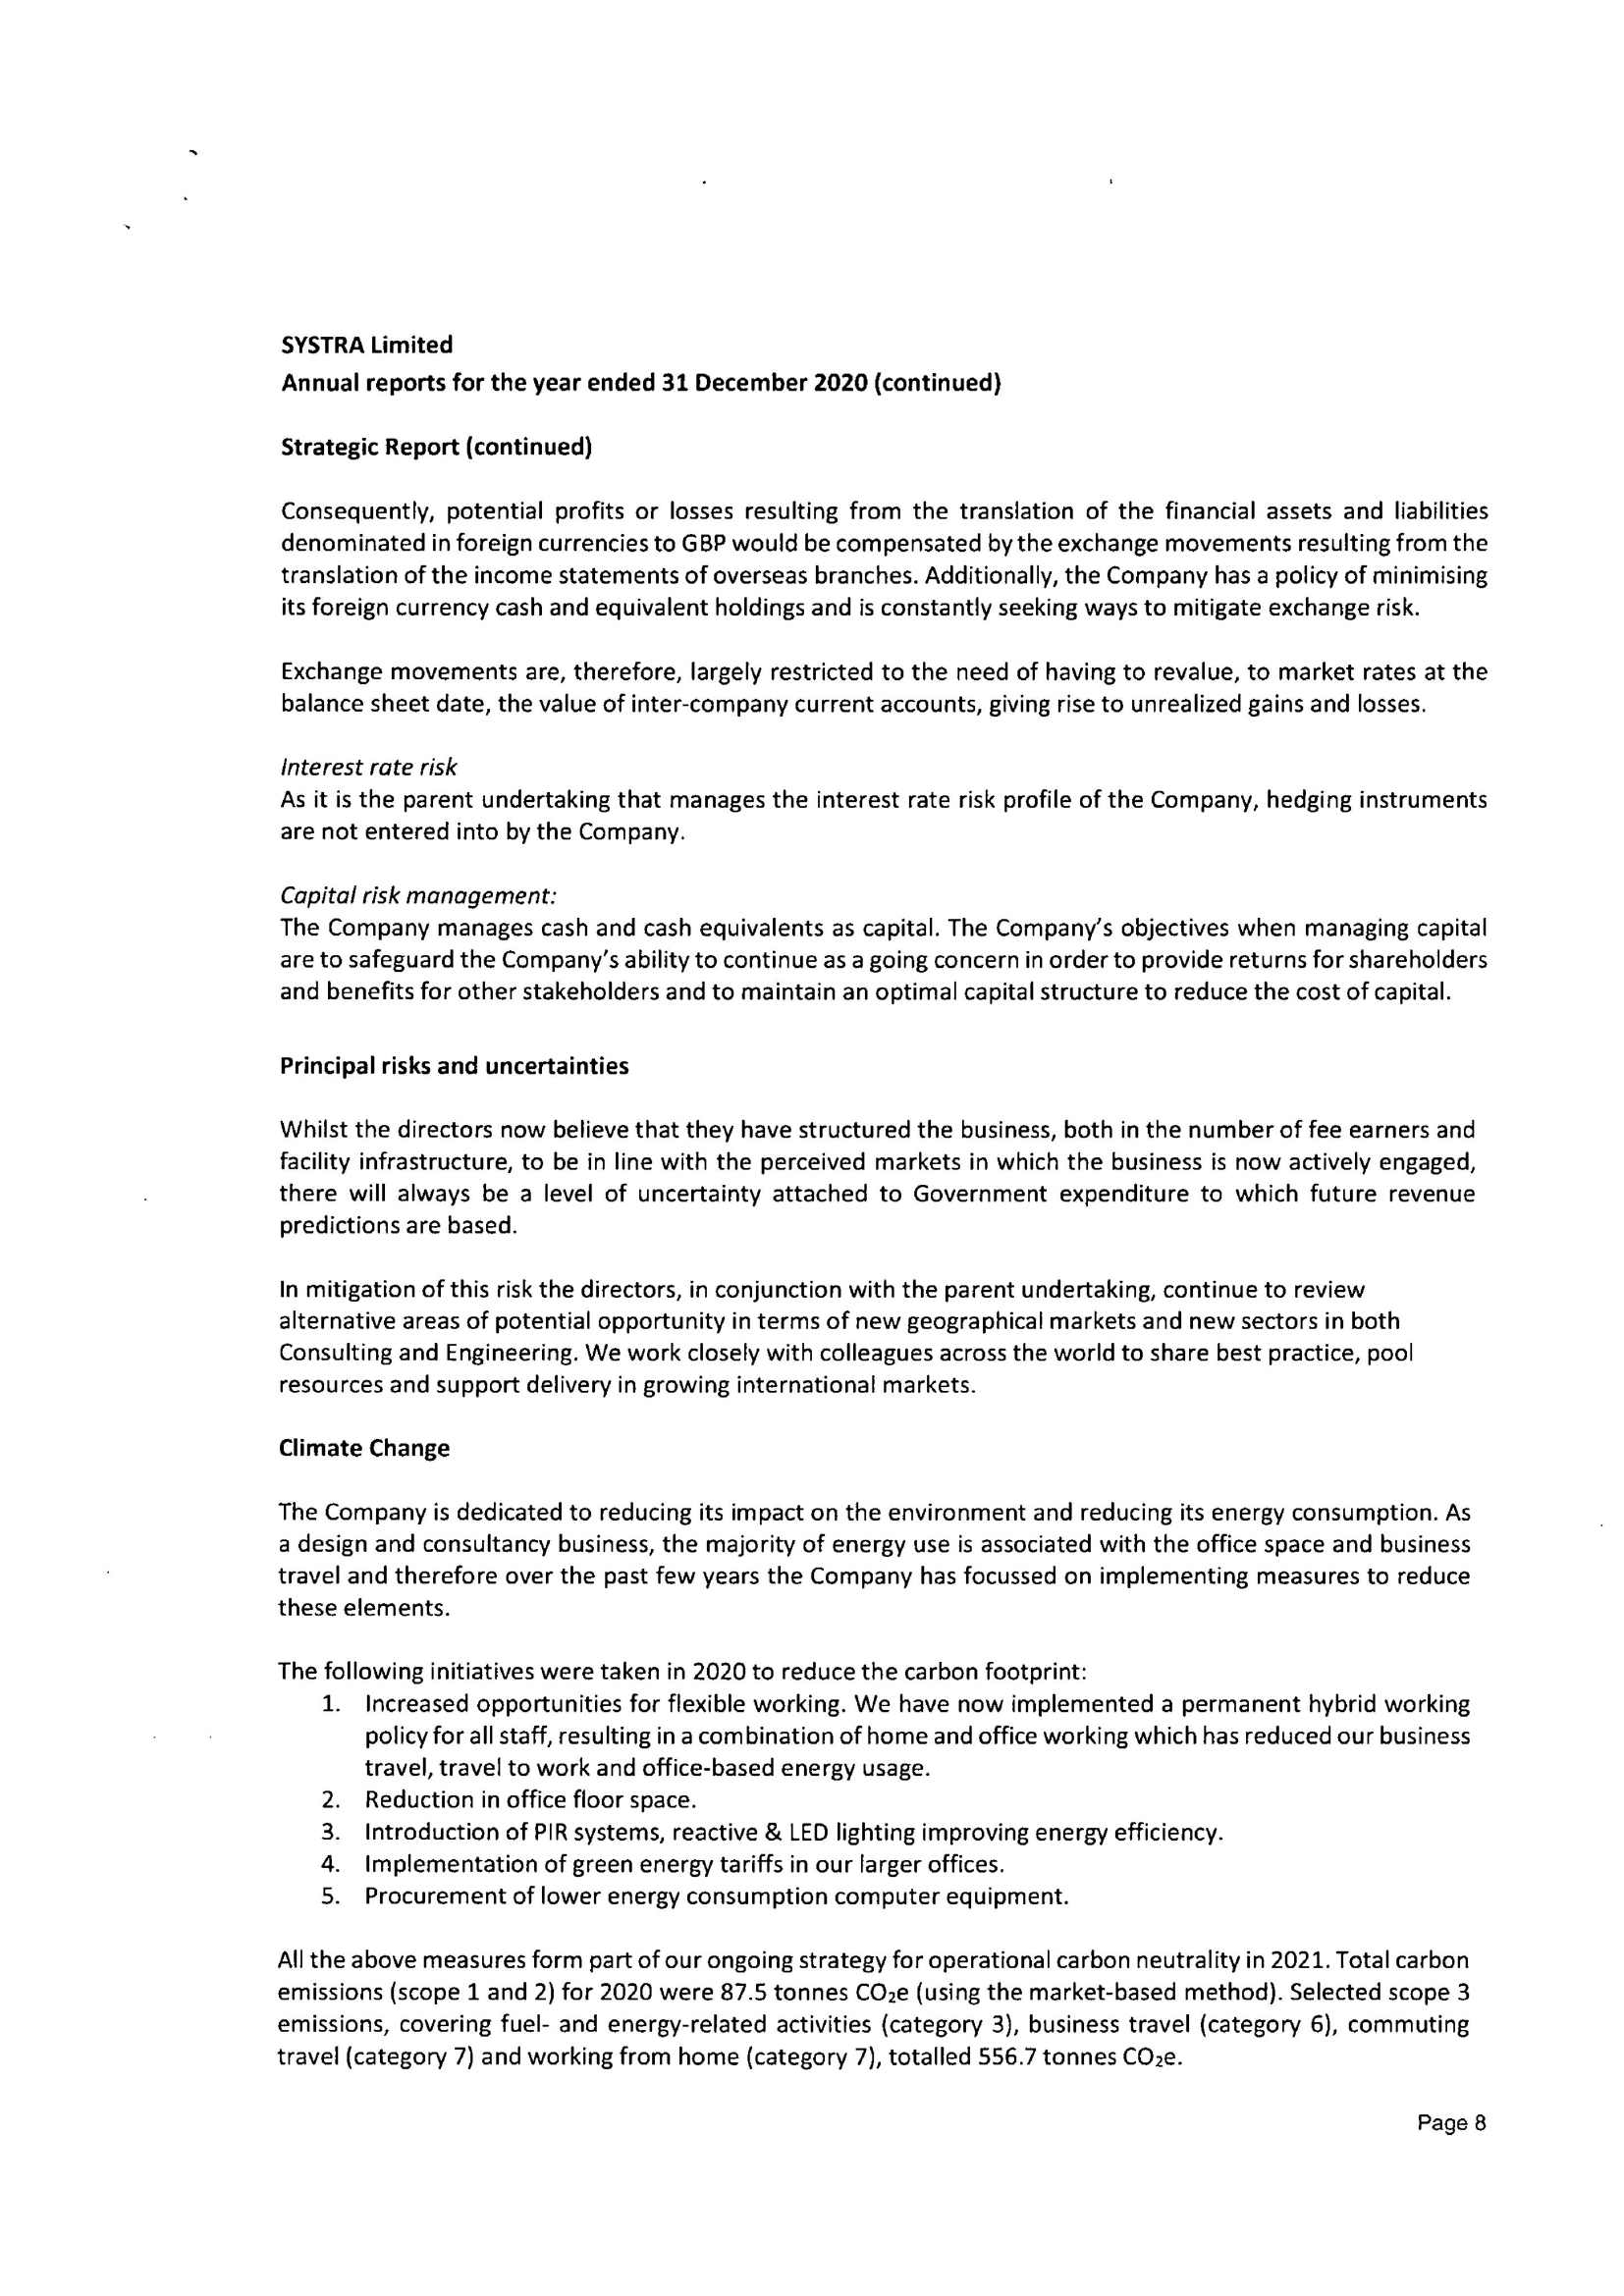 SYSTRA Limited
Annual reports for the year ended 31 December 2020 (continued)
Strategic Report (continued)
Consequently, potential profits or losses resulting from the translation of the financial assets and liabilities
denominated in foreign currencies to GBP would be compensated by the exchange movements resulting from the
translation of the income statements of overseas branches. Additionally, the Company has a policy of minimising
its foreign currency cash and equivalent holdings and is constantly seeking ways to mitigate exchange risk.
Exchange movements are, therefore, largely restricted to the need of having to revalue, to market rates at the
balance sheet date, the value of inter-company current accounts, giving rise to unrealized gains and losses.
Interest rate risk
As it is the parent undertaking that manages the interest rate risk profile of the Company, hedging instruments
are not entered into by the Company.
Capital risk management:
The Company manages cash and cash equivalents as capital. The Company's objectives when managing capital
are to safeguard the Company's ability to continue as a going concern in order to provide returns for shareholders
and benefits for other stakeholders and to maintain an optimal capital structure to reduce the cost of capital.
Principal risks and uncertainties
Whilst the directors now believe that they have structured the business, both in the number of fee earners and
facility infrastructure, to be in line with the perceived markets in which the business is now actively engaged,
there will always be a level of uncertainty attached to Government expenditure to which future revenue
predictions are based.
In mitigation of this risk the directors, in conjunction with the parent undertaking, continue to review
alternative areas of potential opportunity in terms of new geographical markets and new sectors in both
Consulting and Engineering. We work closely with colleagues across the world to share best practice, pool
resources and support delivery in growing international markets.
Climate Change
The Company is dedicated to reducing its impact on the environment and reducing its energy consumption. As
a design and consultancy business, the majority of energy use is associated with the office space and business
travel and therefore over the past few years the Company has focussed on implementing measures to reduce
these elements.
The following initiatives were taken in 2020 to reduce the carbon footprint:
1. Increased opportunities for flexible working. We have now implemented a permanent hybrid working
policy for all staff, resulting in a combination of home and office working which has reduced our business
travel, travel to work and office-based energy usage.
2. Reduction in office floor space.
3. Introduction of PIR systems, reactive & LED lighting improving energy efficiency.
4. Implementation of green energy tariffs in our larger offices.
5. Procurement of lower energy consumption computer equipment.
All the above measures form part of our ongoing strategy for operational carbon neutrality in 2021. Total carbon
emissions (scope 1 and 2) for 2020 were 87.5 tonnes CO₂e (using the market-based method). Selected scope 3
emissions, covering fuel- and energy-related activities (category 3), business travel (category 6), commuting
travel (category 7) and working from home (category 7), totalled 556.7 tonnes CO₂e.
Page 8